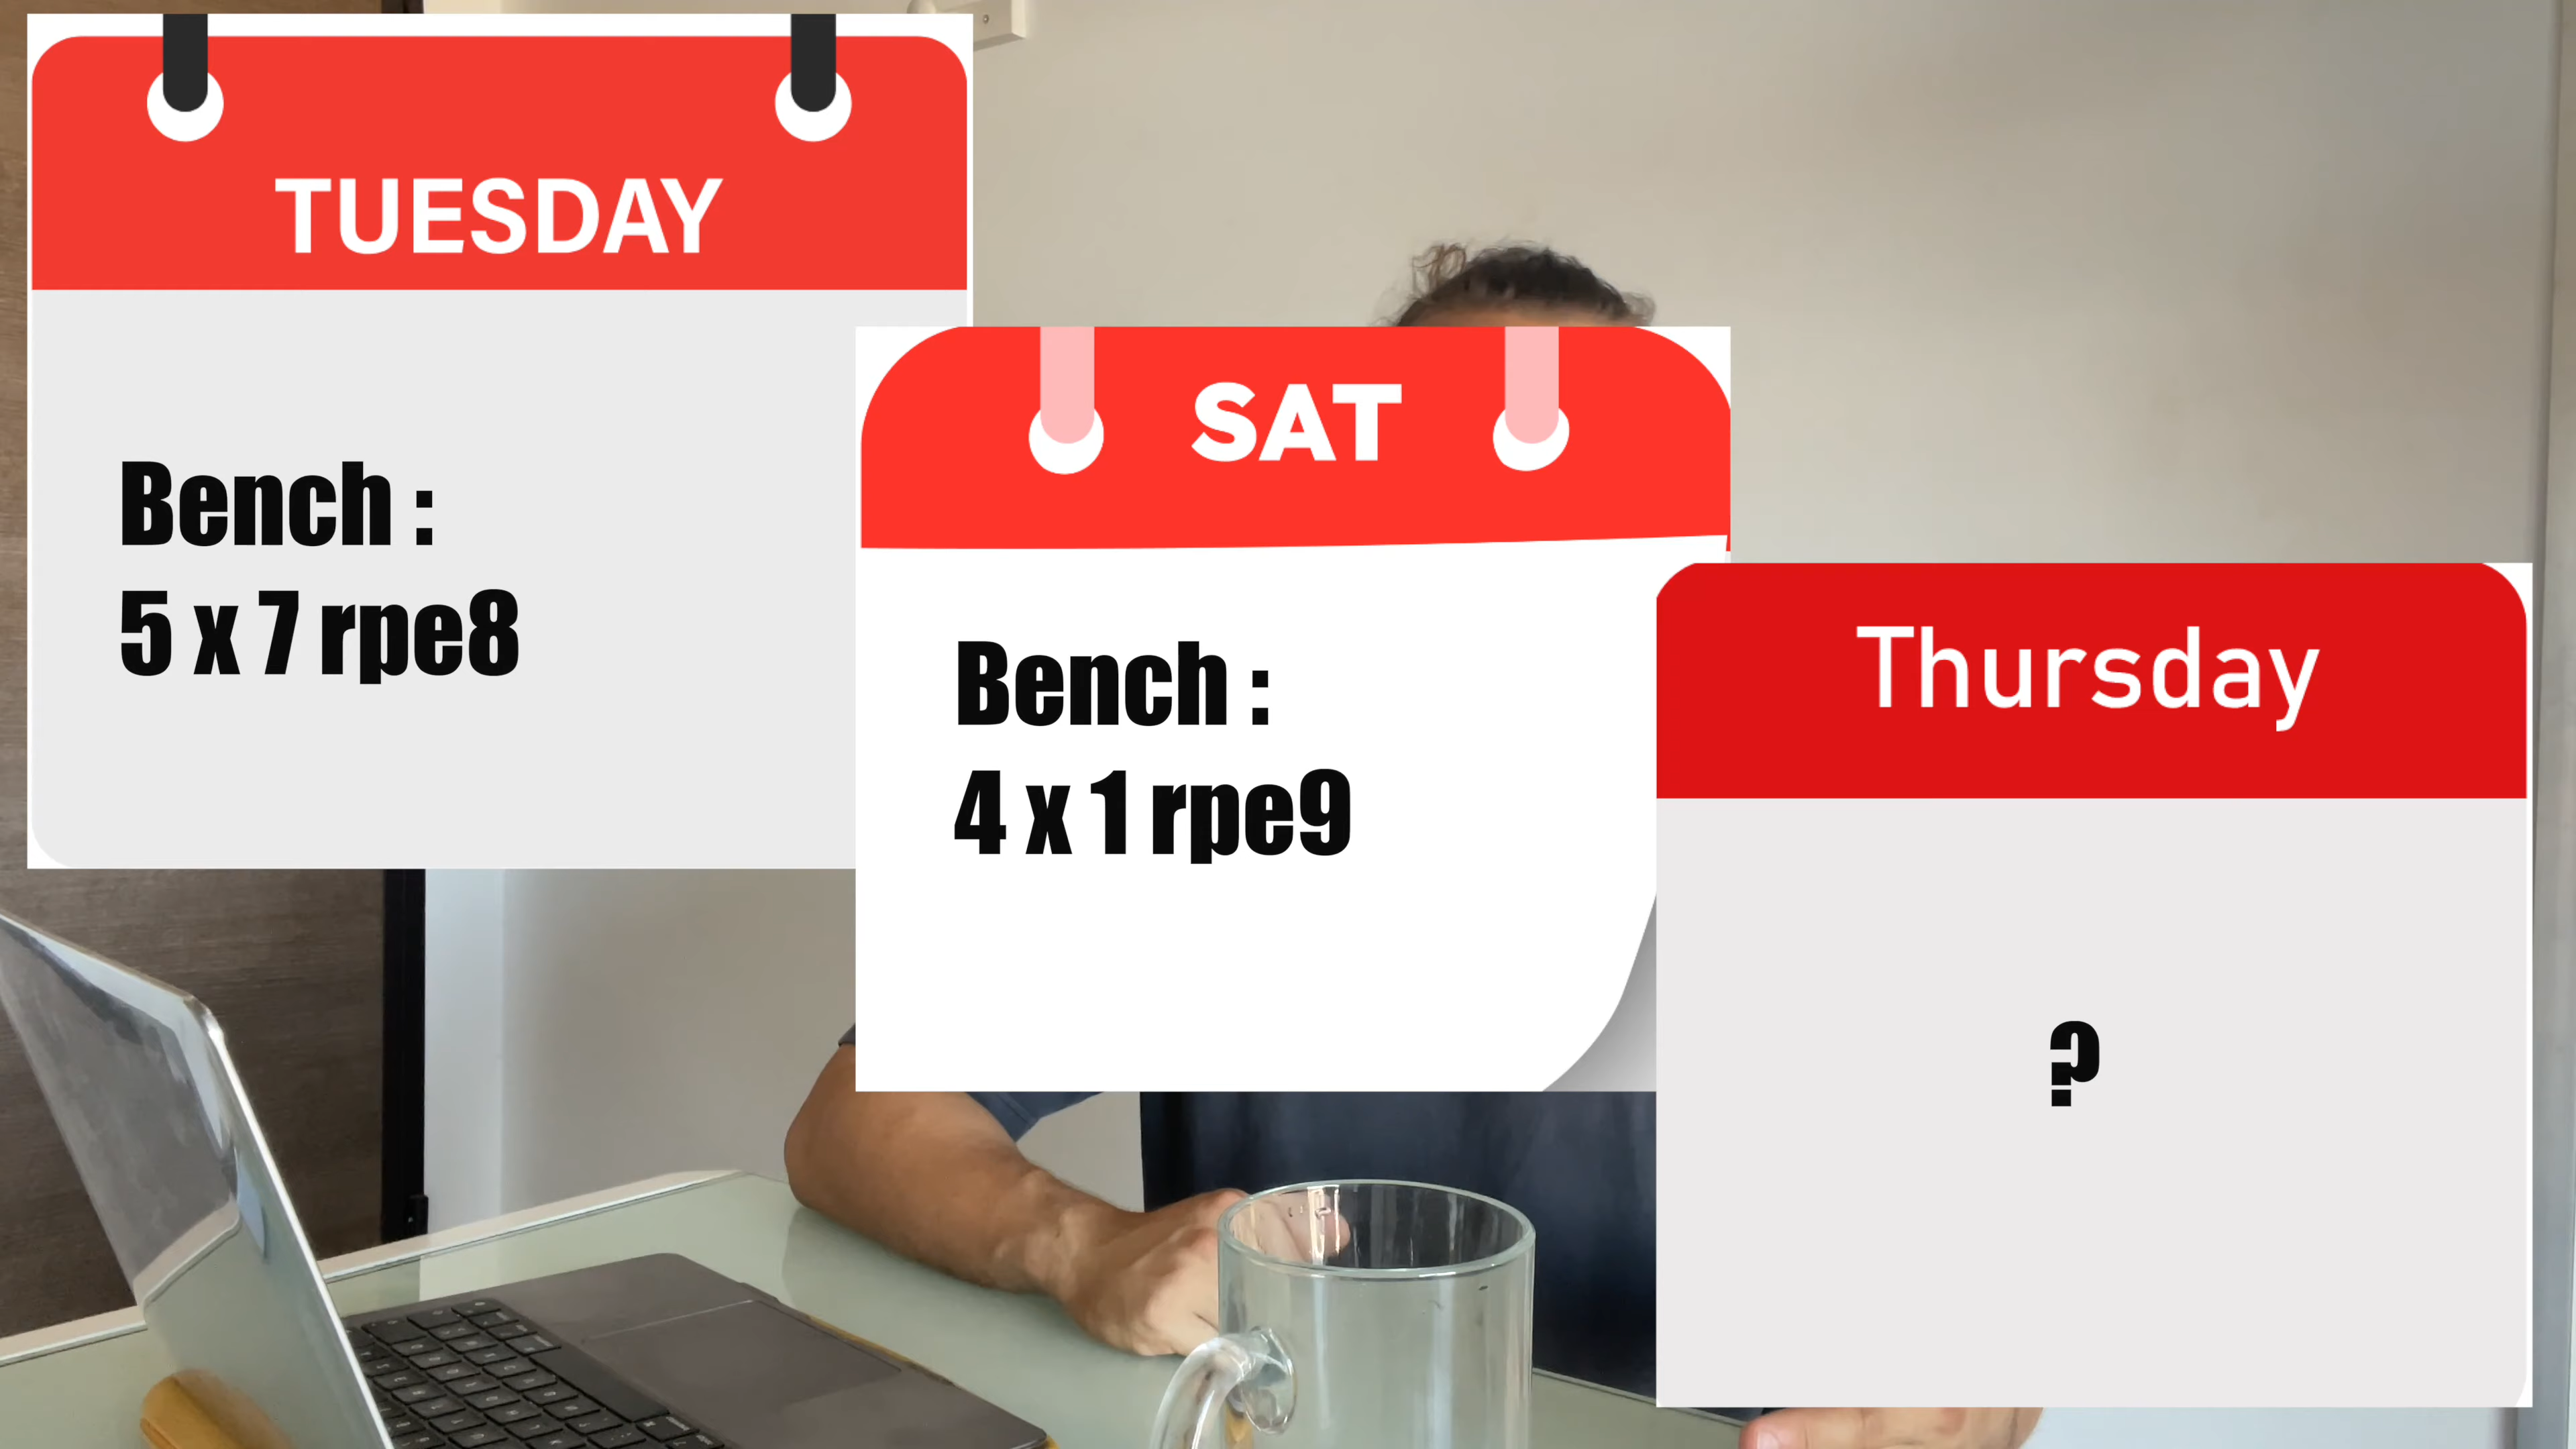 TUESDAY
Bench :
5 x 7 rpe8
SAT
Bench :
4 x 1 rpe9
Thursday
?